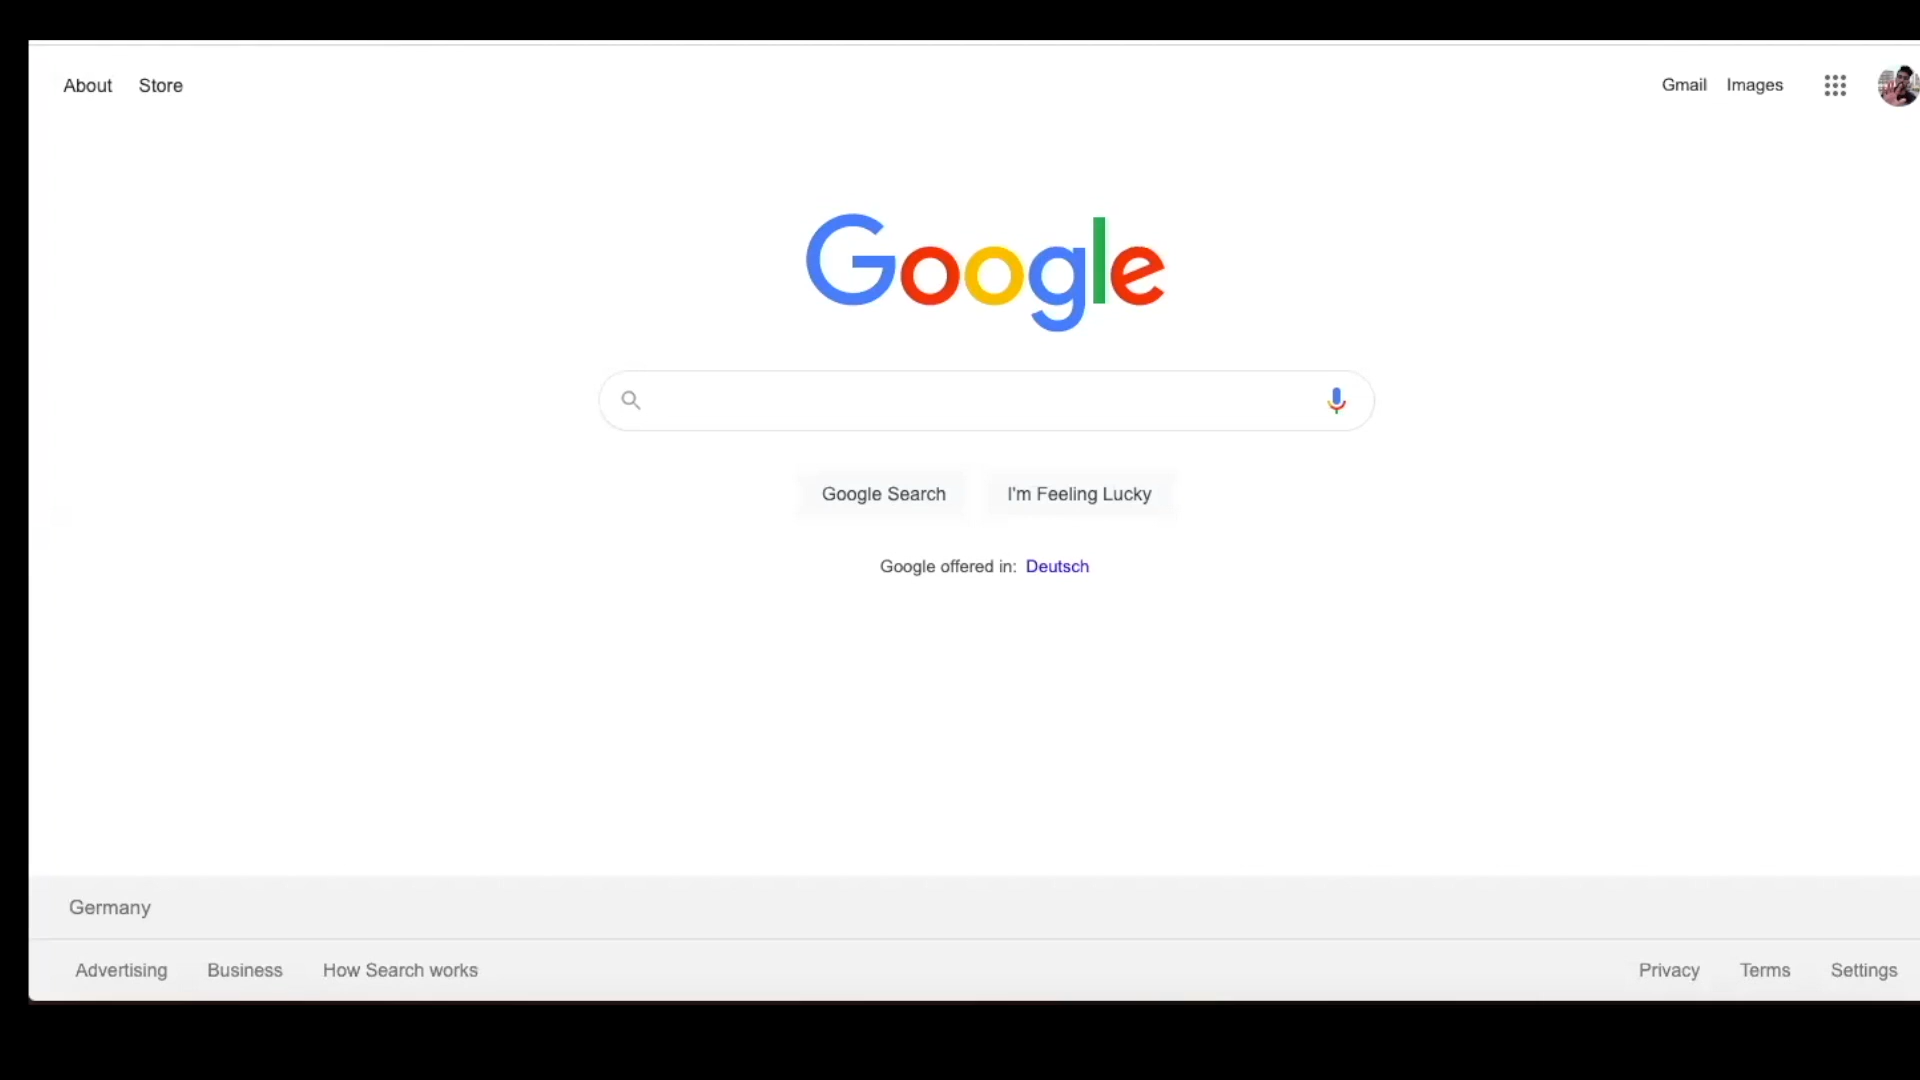 About Store Gmail Images
Google
Google Search I'm Feeling Lucky
Google offered in: Deutsch
Germany
Advertising Business How Search works Privacy Terms Settings